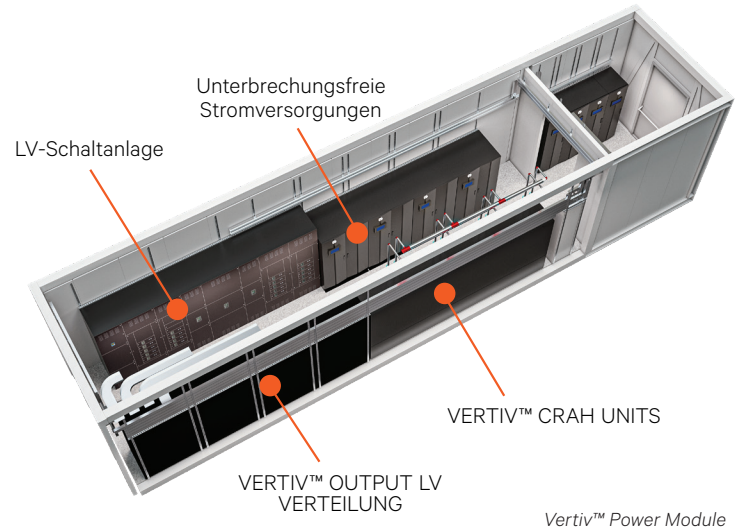 Unterbrechungsfreie
Stromversorgungen
LV-Schaltanlage
VERTIV™ CRAH UNITS
VERTIV™ OUTPUT LV
VERTEILUNG
Vertiv™ Power Module